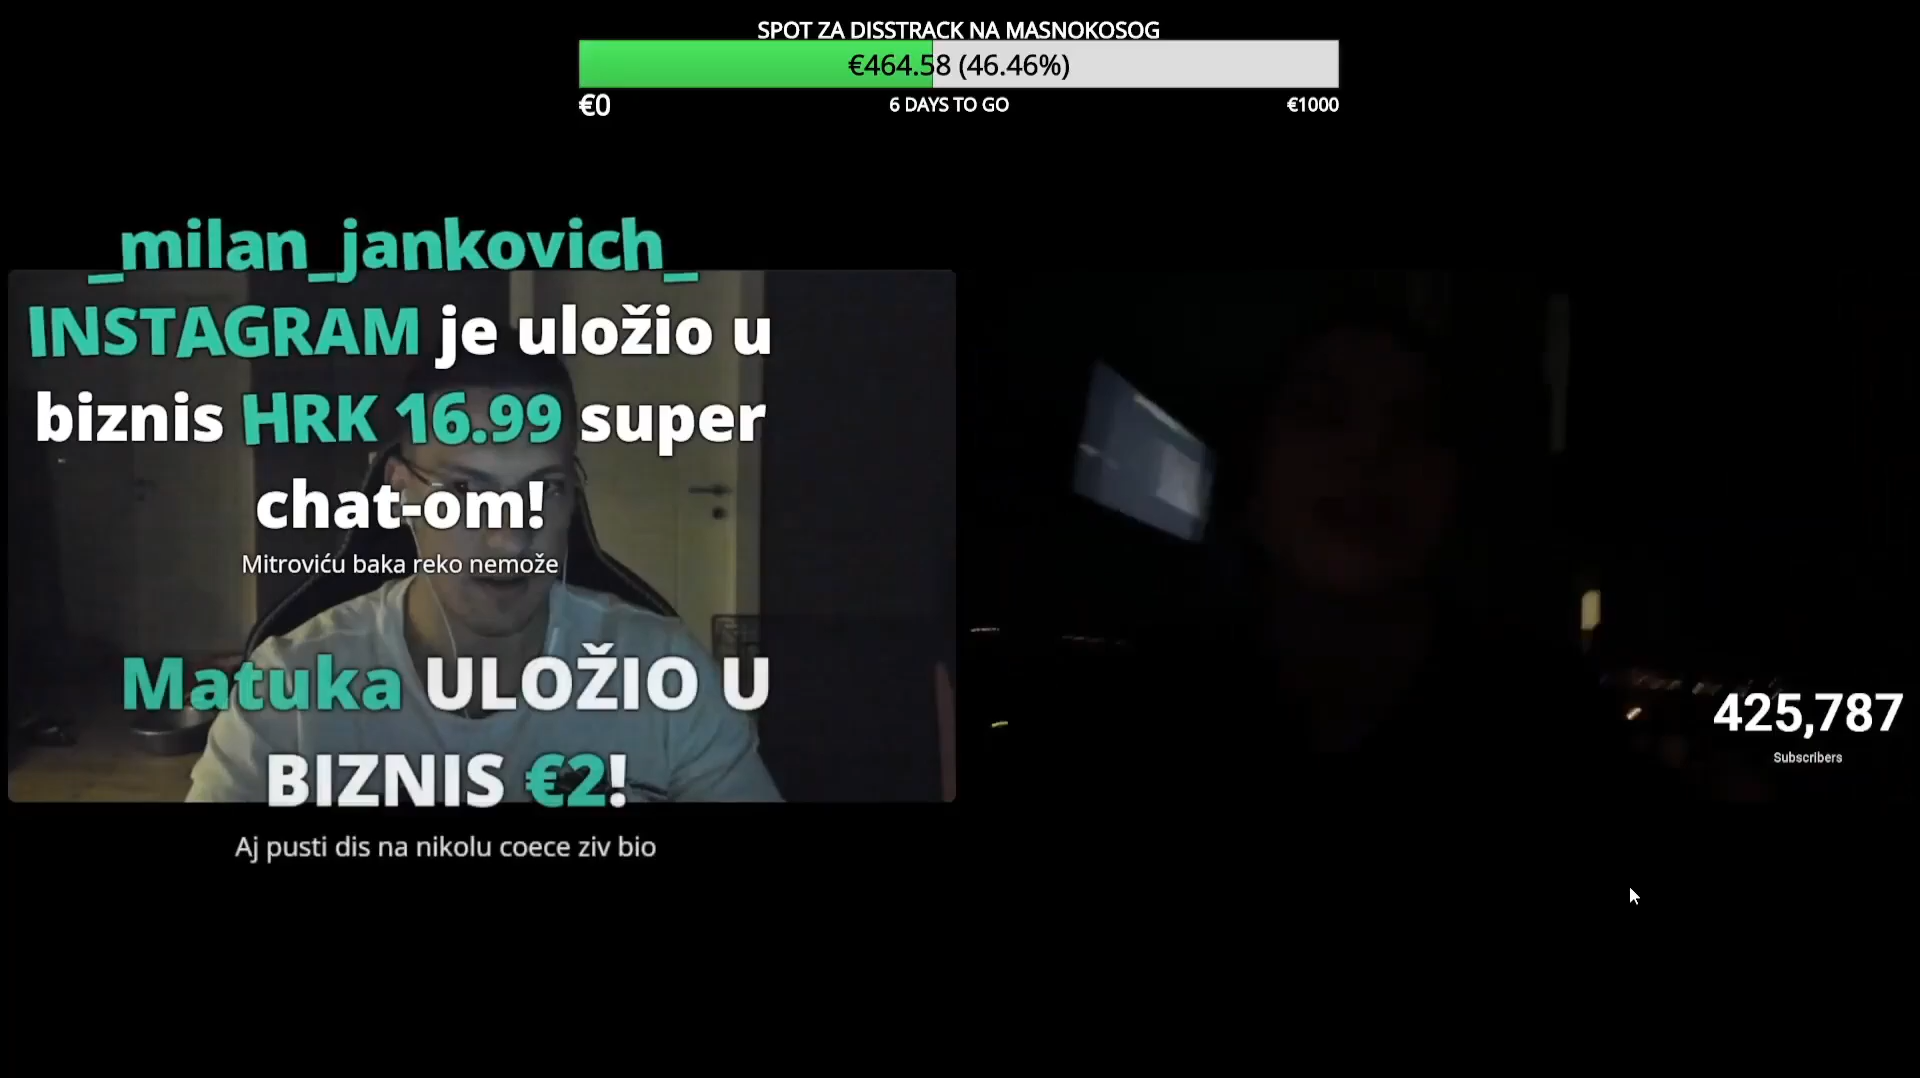 SPOT ZA DISSTRACK NA MASNOKOSOG
€464.58 (46.46%)
€0
6 DAYS TO GO
€1000
_milan_jankovich_
INSTAGRAM je uložio u
biznis HRK 16.99 super
chat-om!
Mitroviću baka reko nemože
Matuka ULOŽIO U
BIZNIS €2!
Aj pusti dis na nikolu coece ziv bio
425,787
Subscribers